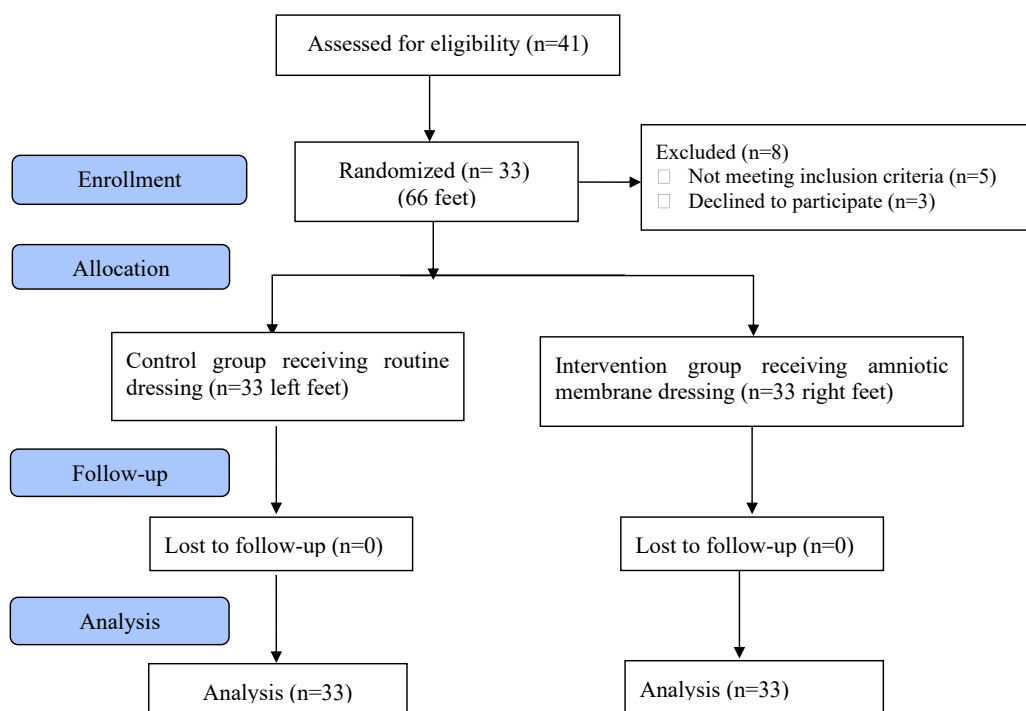 Assessed for eligibility (n=41)
Enrollment
Randomized (n= 33)
(66 feet)
Excluded (n=8)
Not meeting inclusion criteria (n=5)
Declined to participate (n=3)
Allocation
Control group receiving routine
dressing (n=33 left feet)
Intervention group receiving amniotic
membrane dressing (n=33 right feet)
Follow-up
Lost to follow-up (n=0)
Lost to follow-up (n=0)
Analysis
Analysis (n=33)
Analysis (n=33)